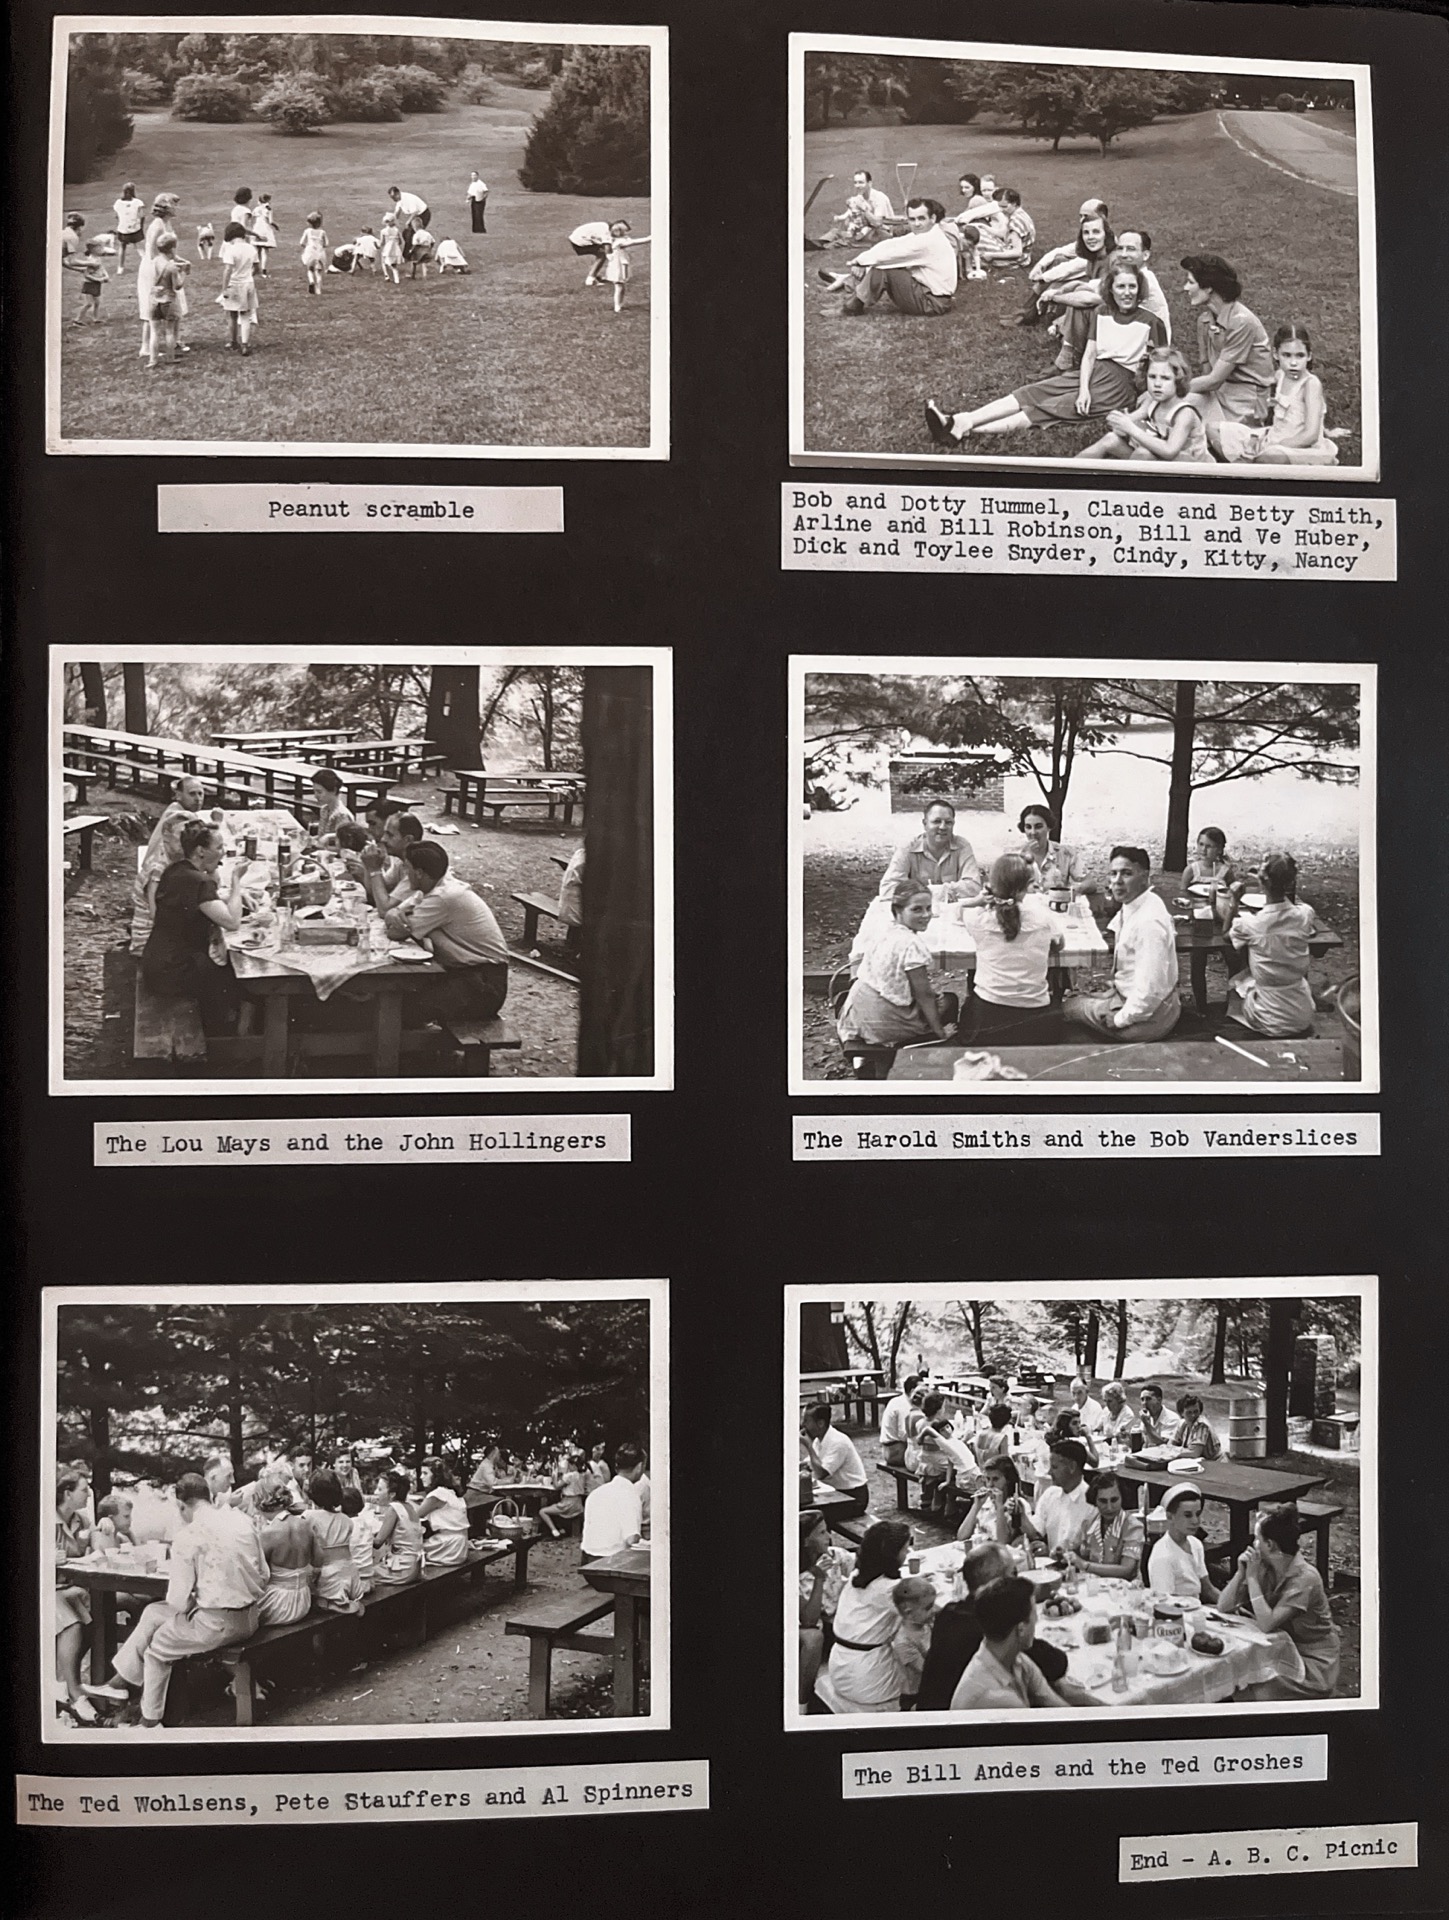 Peanut scramble
Bob and Dotty Hummel, Claude and Betty Smith,
Arline and Bill Robinson, Bill and Ve Huber,
Dick and Toylee Snyder, Cindy, Kitty, Nancy
The Lou Mays and the John Hollingers
The Harold Smiths and the Bob Vanderslices
The Ted Wohlsens, Pete Stauffers and Al Spinners
CRISCO
The Bill Andes and the Ted Groshes
End - A. B. C. Picnic